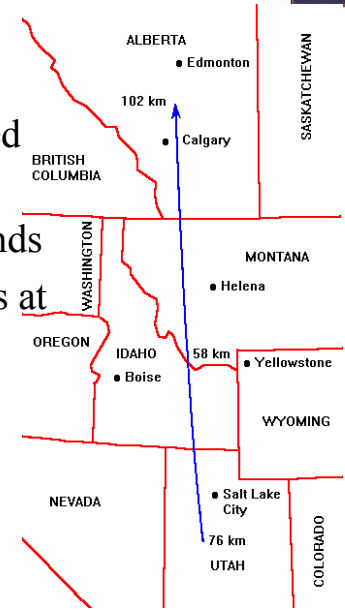 ALBERTA
Edmonton
102 km
SASKATCHEWAN
Calgary
BRITISH
COLUMBIA
WASHINGTON
MONTANA
s at
Helena
OREGON
IDAHO
58 km
Yellowstone
Boise
WYOMING
NEVADA
Salt Lake
City
76 km
UTAH
COLORADO